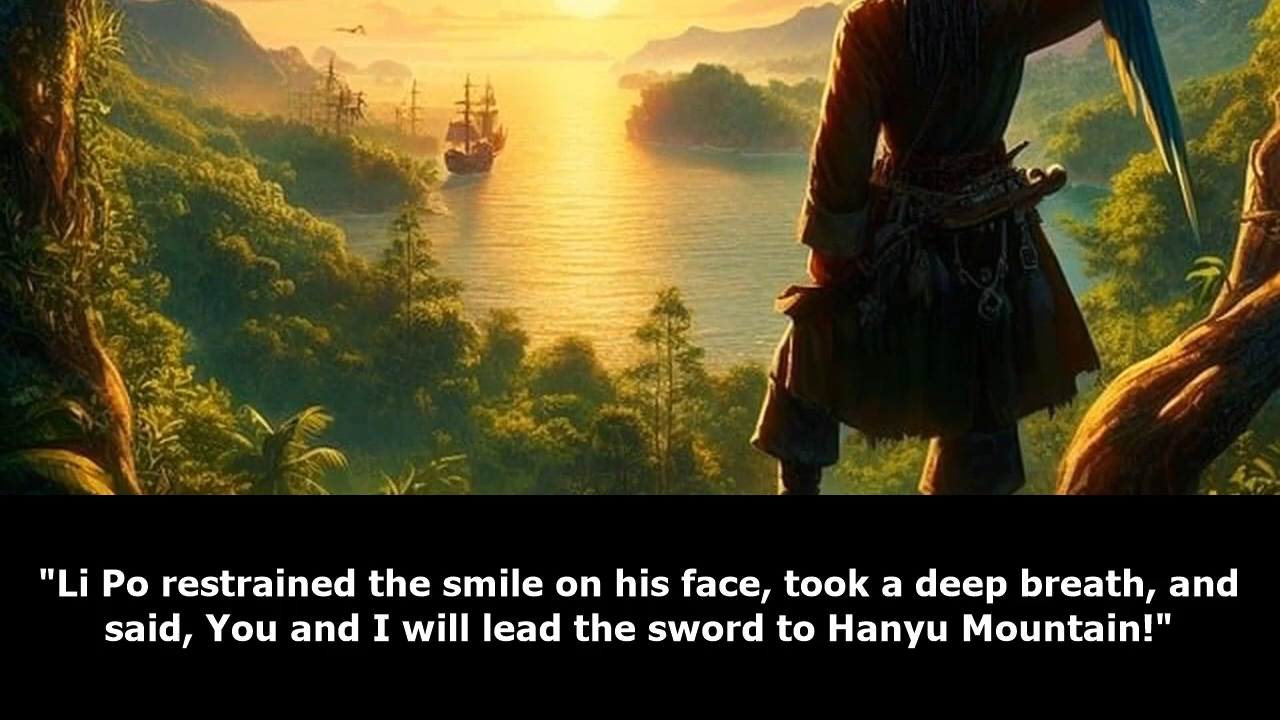 "Li Po restrained the smile on his face, took a deep breath, and
said, You and I will lead the sword to Hanyu Mountain!"